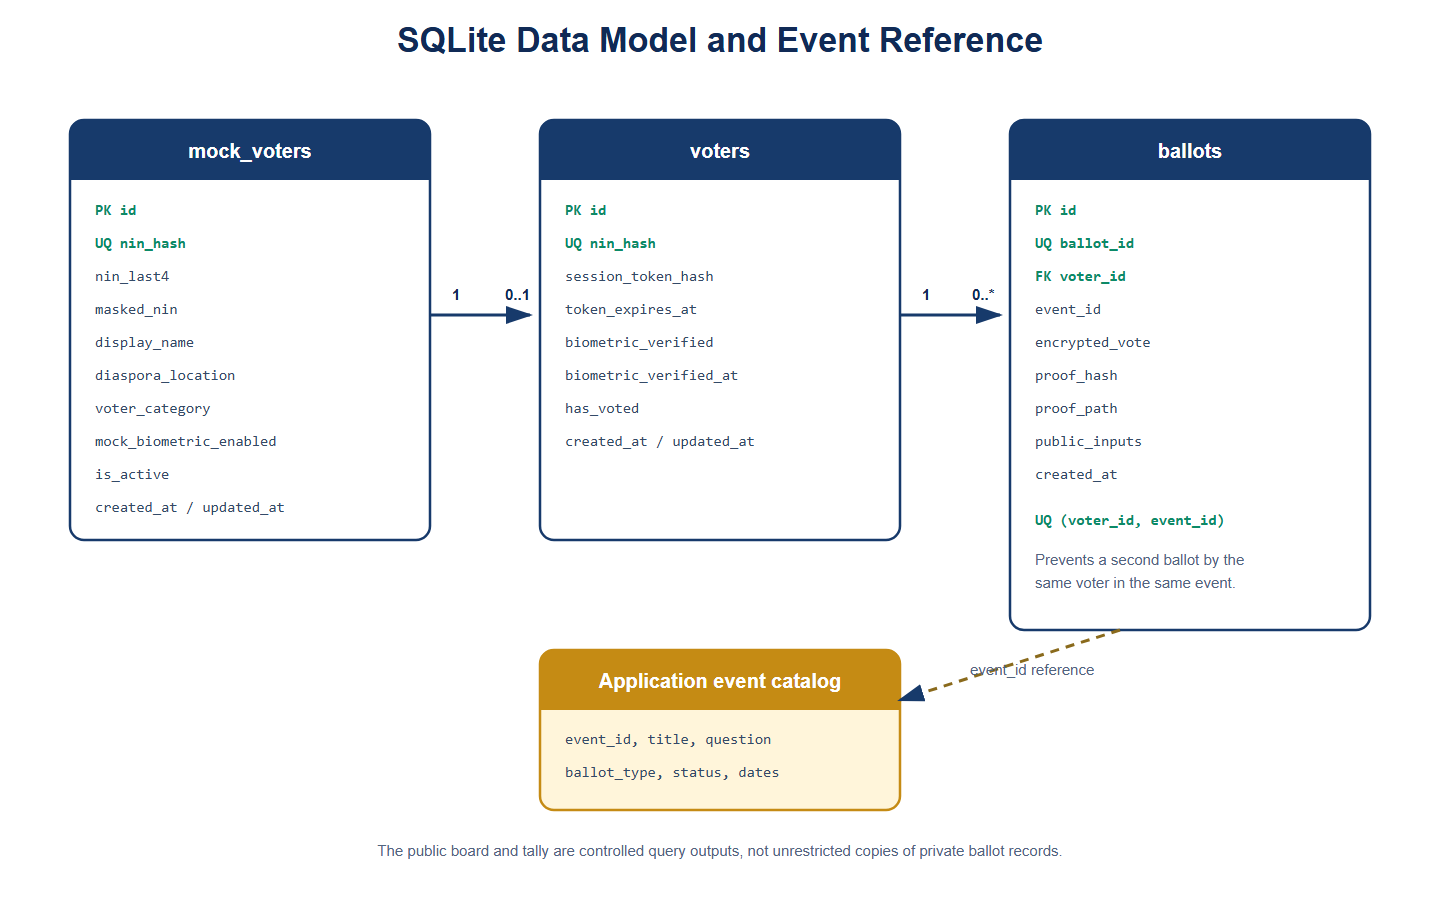 SQLite Data Model and Event Reference
mock_voters
PK id
UQ nin_hash
nin_last4
masked_nin
display_name
diaspora_location
voter_category
mock_biometric_enabled
is_active
created_at / updated_at
1
0..1
voters
PK id
UQ nin_hash
session_token_hash
token_expires_at
biometric_verified
biometric_verified_at
has_voted
created_at / updated_at
1
0..*
ballots
PK id
UQ ballot_id
FK voter_id
event_id
encrypted_vote
proof_hash
proof_path
public_inputs
created_at
UQ (voter_id, event_id)
Prevents a second ballot by the
same voter in the same event.
event_id reference
Application event catalog
event_id, title, question
ballot_type, status, dates
The public board and tally are controlled query outputs, not unrestricted copies of private ballot records.